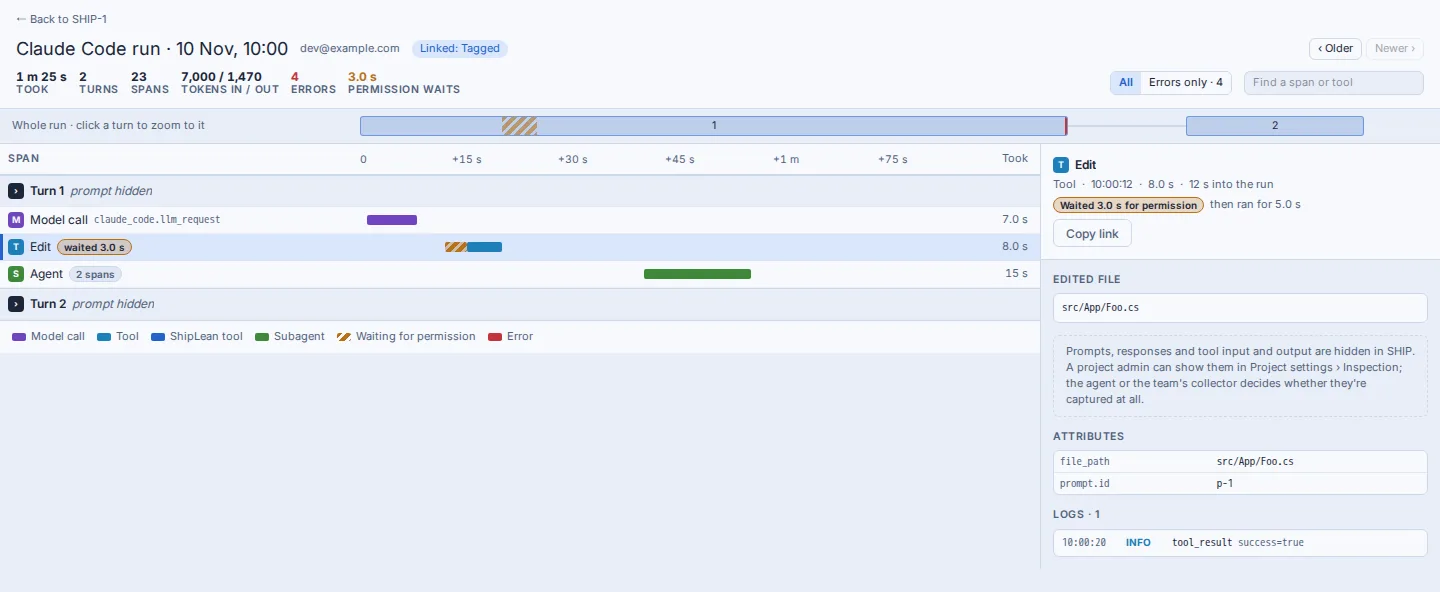 ← Back to SHIP-1
Claude Code run · 10 Nov, 10:00 dev@example.com Linked: Tagged ‹ Older Newer ›
1 m 25 s 2 23 7,000 / 1,470 4 3.0 s
TOOK TURNS SPANS TOKENS IN / OUT ERRORS PERMISSION WAITS
All Errors only · 4 Find a span or tool
Whole run · click a turn to zoom to it 1 2
SPAN 0 +15 s +30 s +45 s +1 m +75 s Took
› Turn 1 prompt hidden
M Model call claude_code.llm_request 7.0 s
T Edit waited 3.0 s 8.0 s
S Agent 2 spans 15 s
› Turn 2 prompt hidden
Model call Tool ShipLean tool Subagent Waiting for permission Error
T Edit
Tool · 10:00:12 · 8.0 s · 12 s into the run
Waited 3.0 s for permission then ran for 5.0 s
Copy link
EDITED FILE
src/App/Foo.cs
Prompts, responses and tool input and output are hidden in SHIP.
A project admin can show them in Project settings › Inspection;
the agent or the team's collector decides whether they're
captured at all.
ATTRIBUTES
file_path src/App/Foo.cs
prompt.id p-1
LOGS · 1
10:00:20 INFO tool_result success=true